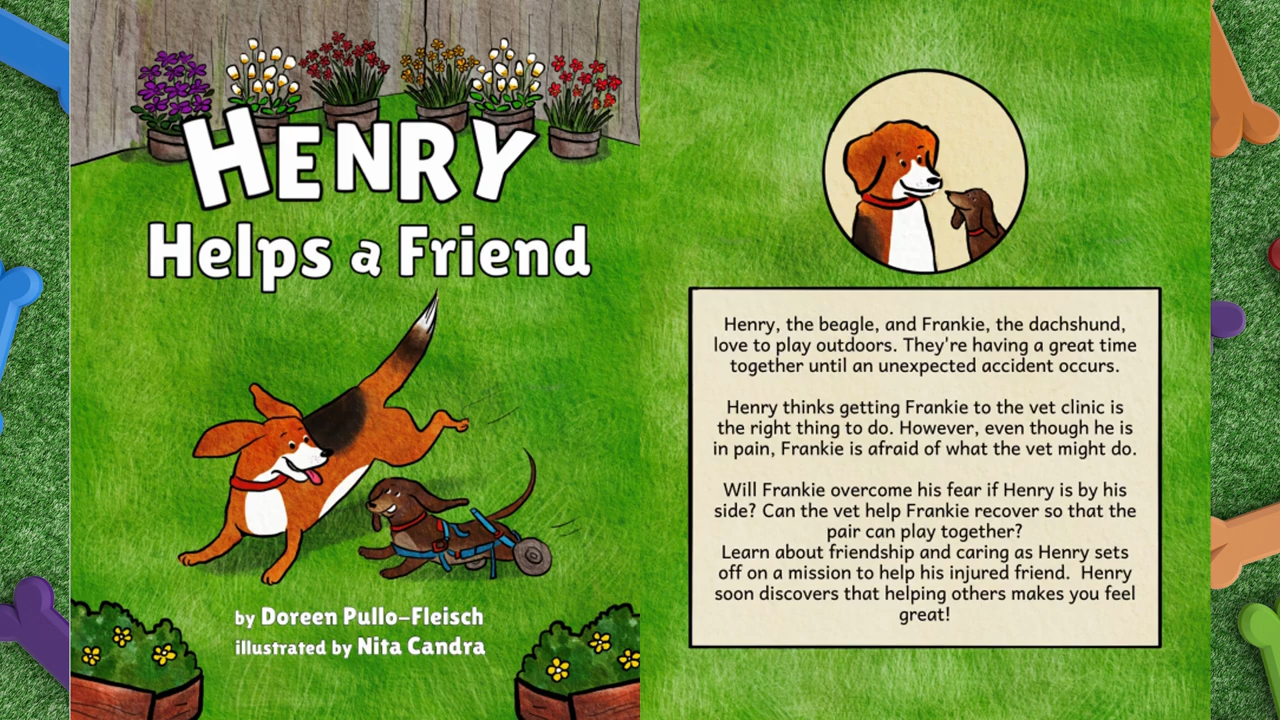 HENRY
Helps a Friend
by Doreen Pullo-Fleisch
illustrated by Nita Candra
Henry, the beagle, and Frankie, the dachshund,
love to play outdoors. They're having a great time
together until an unexpected accident occurs.
Henry thinks getting Frankie to the vet clinic is
the right thing to do. However, even though he is
in pain, Frankie is afraid of what the vet might do.
Will Frankie overcome his fear if Henry is by his
side? Can the vet help Frankie recover so that the
pair can play together?
Learn about friendship and caring as Henry sets
off on a mission to help his injured friend.  Henry
soon discovers that helping others makes you feel
great!